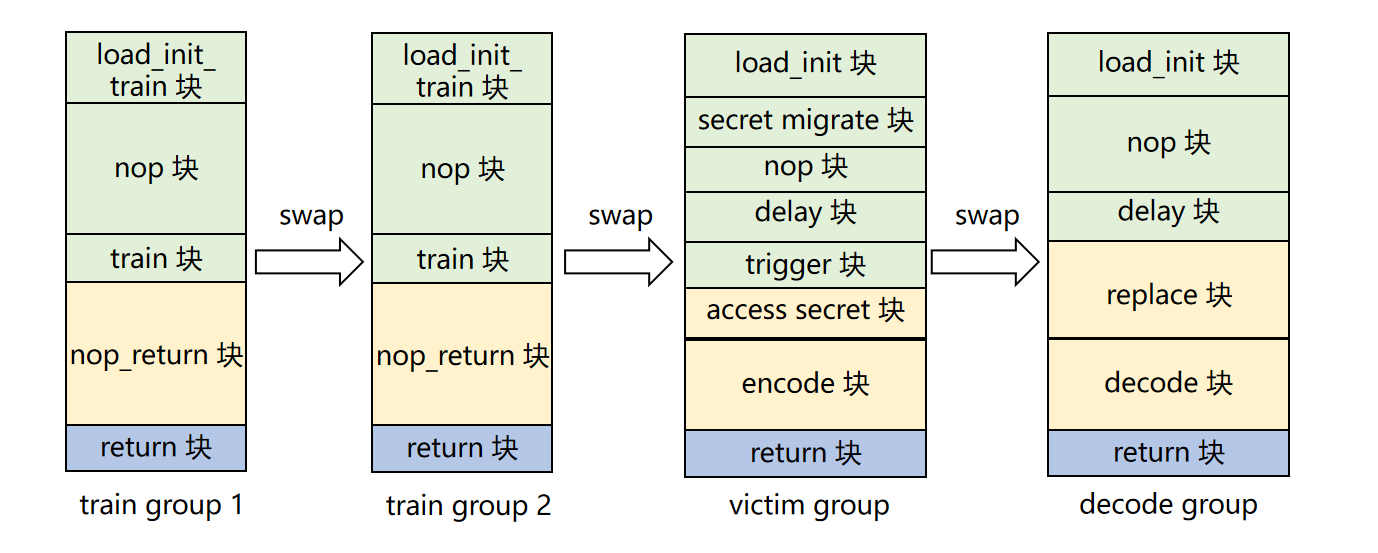 load_init_
train 块
nop 块
train 块
nop_return 块
return 块
train group 1
swap
load_init_
train 块
nop 块
train 块
nop_return 块
return 块
train group 2
swap
load_init 块
secret migrate 块
nop 块
delay 块
trigger 块
access secret 块
encode 块
return 块
victim group
swap
load_init 块
nop 块
delay 块
replace 块
decode 块
return 块
decode group